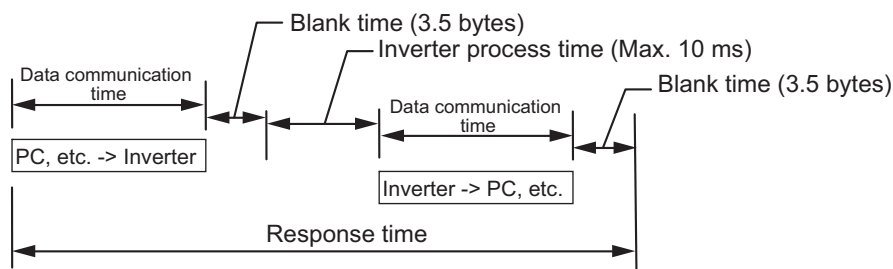 Blank time (3.5 bytes)
Inverter process time (Max. 10 ms)
Data communication
time
Blank time (3.5 bytes)
Data communication
time
PC, etc. -> Inverter
Inverter -> PC, etc.
Response time